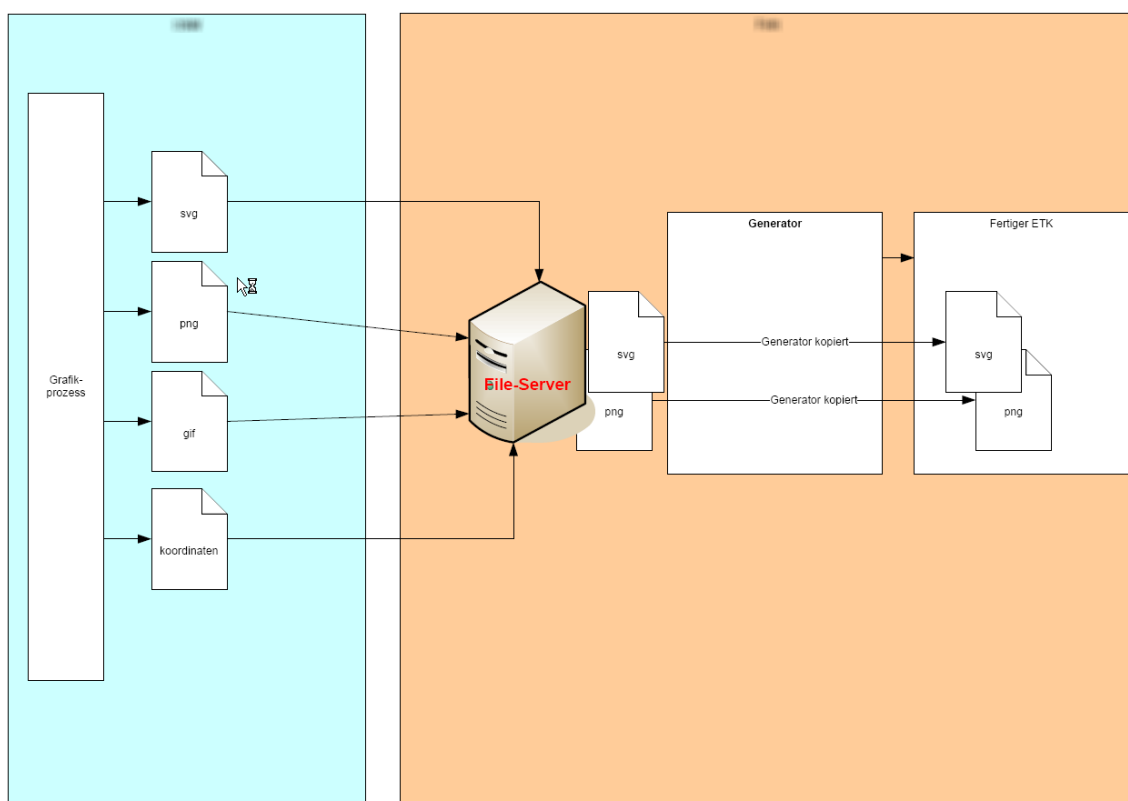 Grafik-
prozess
svg
png
gif
koordinaten
File-Server
svg
png
Generator
Generator kopiert
Generator kopiert
Fertiger ETK
svg
png